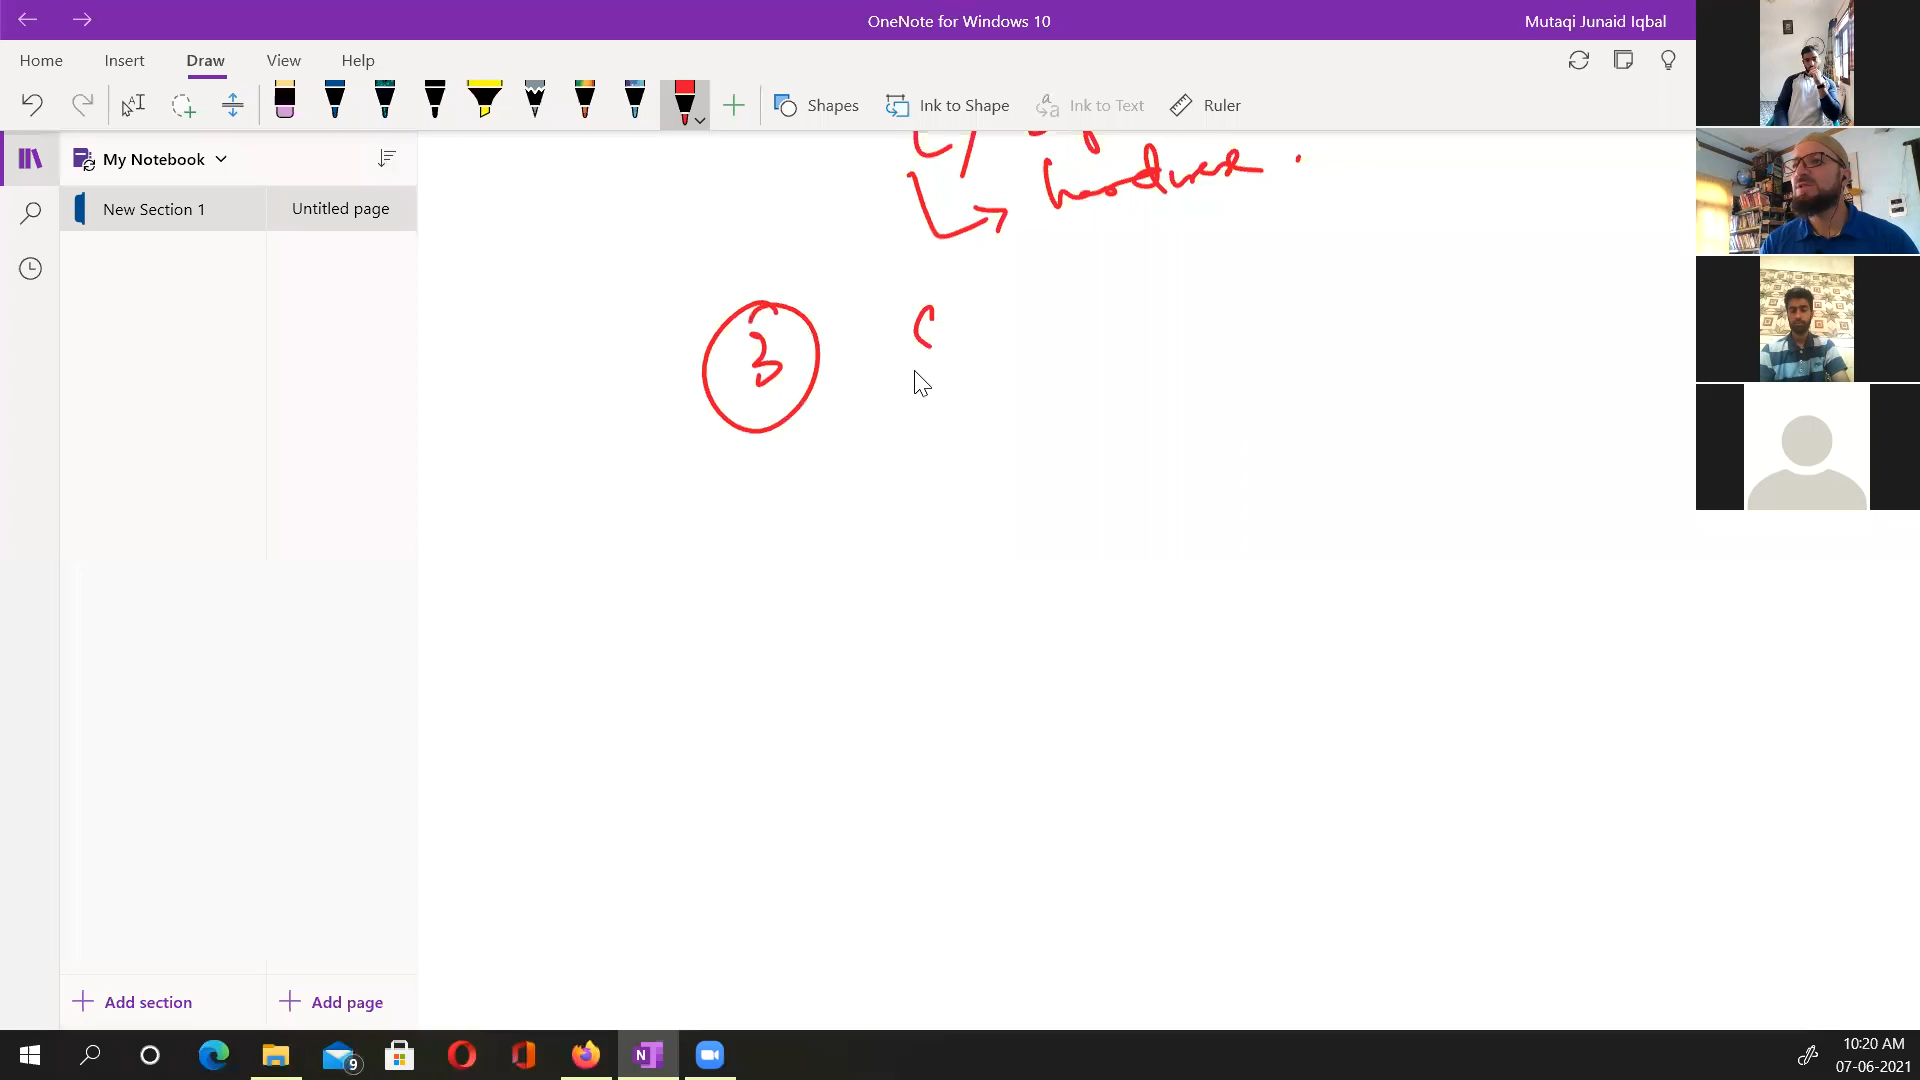 OneNote for Windows 10
Mutaqi Junaid Iqbal
Home Insert Draw View Help
Shapes Ink to Shape Ink to Text Ruler
My Notebook
New Section 1 Untitled page
hardware .
3
C
Add section Add page
9
10:20 AM
07-06-2021